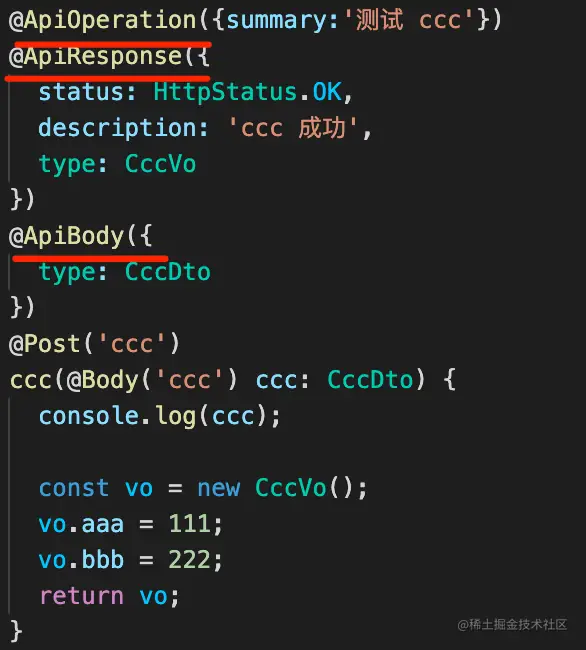 @ApiOperation({summary:'测试 ccc'})
@ApiResponse({
  status: HttpStatus.OK,
  description: 'ccc 成功',
  type: CccVo
})
@ApiBody({
  type: CccDto
})
@Post('ccc')
ccc(@Body('ccc') ccc: CccDto) {
  console.log(ccc);

  const vo = new CccVo();
  vo.aaa = 111;
  vo.bbb = 222;
  return vo;
}
@稀土掘金技术社区